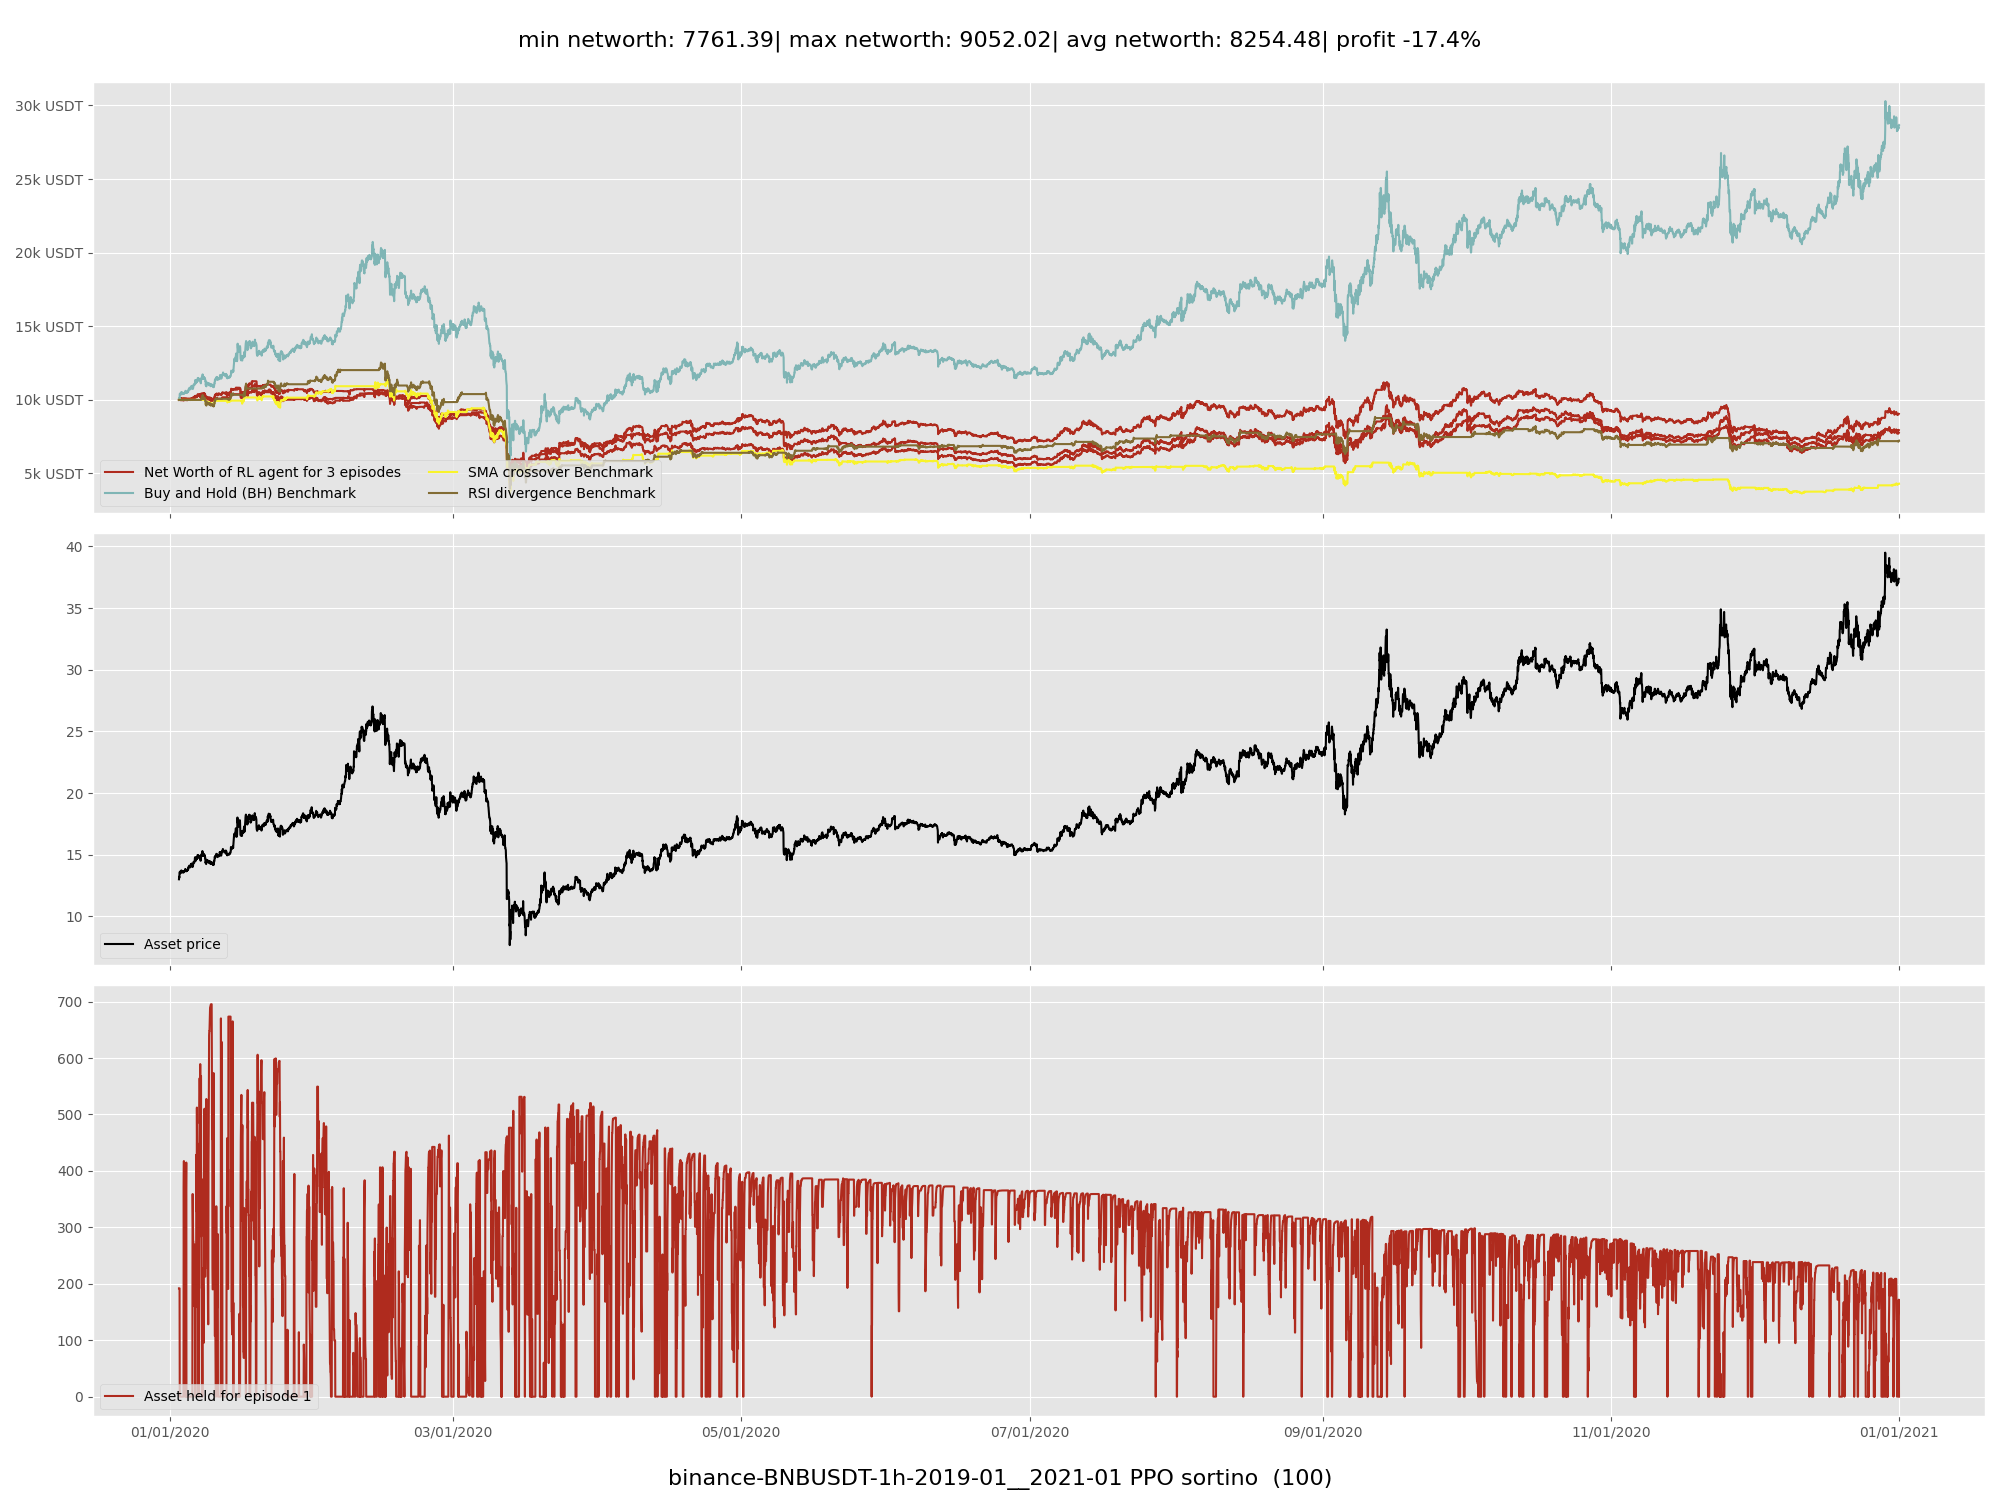 min networth: 7761.39| max networth: 9052.02| avg networth: 8254.48| profit -17.4%
30k USDT
25k USDT
20k USDT
15k USDT
10k USDT
5k USDT
Net Worth of RL agent for 3 episodes
Buy and Hold (BH) Benchmark
SMA crossover Benchmark
RSI divergence Benchmark
40
35
30
25
20
15
10
Asset price
700
600
500
400
300
200
100
0
Asset held for episode 1
01/01/2020 03/01/2020 05/01/2020 07/01/2020 09/01/2020 11/01/2020 01/01/2021
binance-BNBUSDT-1h-2019-01__2021-01 PPO sortino (100)